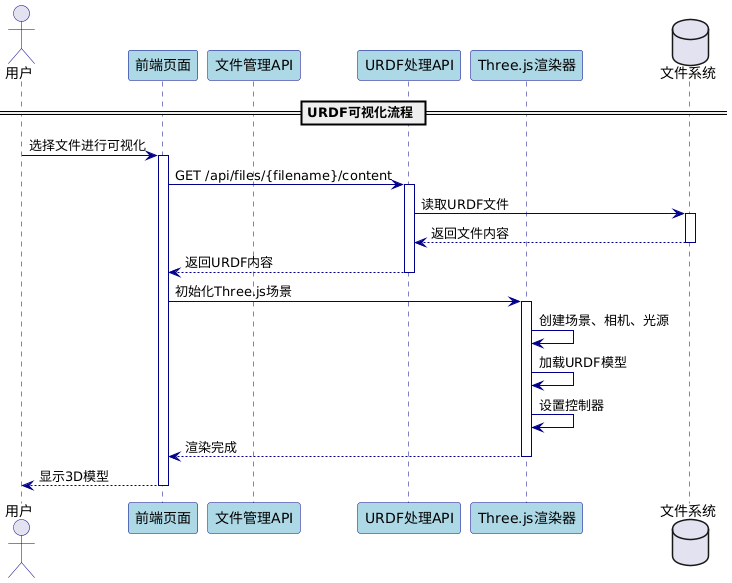 用户
前端页面
文件管理API
URDF处理API
Three.js渲染器
文件系统
URDF可视化流程
选择文件进行可视化
GET /api/files/{filename}/content
读取URDF文件
返回文件内容
返回URDF内容
初始化Three.js场景
创建场景、相机、光源
加载URDF模型
设置控制器
渲染完成
显示3D模型
用户
前端页面
文件管理API
URDF处理API
Three.js渲染器
文件系统